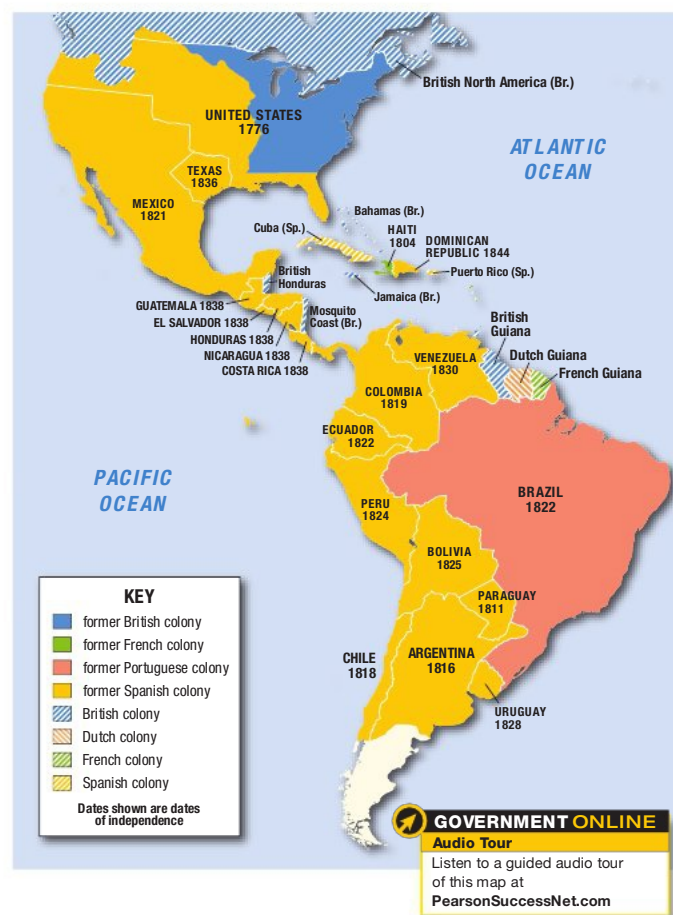 British North America (Br.)
UNITED STATES
1776
ATLANTIC
OCEAN
TEXAS
1836
MEXICO
1821
Bahamas (Br.)
Cuba (Sp.)
HAITI
1804
DOMINICAN
REPUBLIC 1844
British
Honduras
Puerto Rico (Sp.)
Jamaica (Br.)
GUATEMALA 1838
Mosquito
Coast (Br.)
EL SALVADOR 1838
HONDURAS 1838
NICARAGUA 1838
COSTA RICA 1838
British
Guiana
Dutch Guiana
French Guiana
VENEZUELA
1830
COLOMBIA
1819
ECUADOR
1822
PACIFIC
OCEAN
BRAZIL
1822
PERU
1824
BOLIVIA
1825
PARAGUAY
1811
CHILE
1818
ARGENTINA
1816
URUGUAY
1828
KEY
former British colony
former French colony
former Portuguese colony
former Spanish colony
British colony
Dutch colony
French colony
Spanish colony
Dates shown are dates
of independence
GOVERNMENT ONLINE
Audio Tour
Listen to a guided audio tour
of this map at
PearsonSuccessNet.com